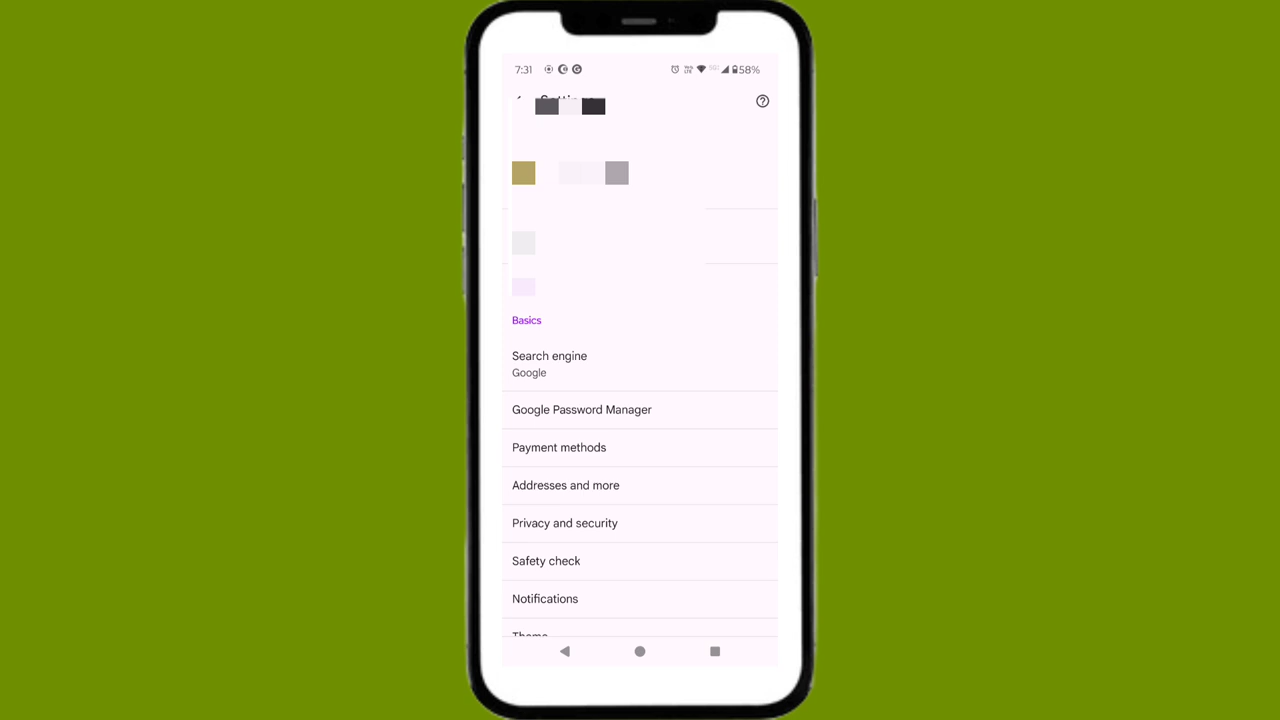 7:31 58%
Basics
Search engine
Google
Google Password Manager
Payment methods
Addresses and more
Privacy and security
Safety check
Notifications